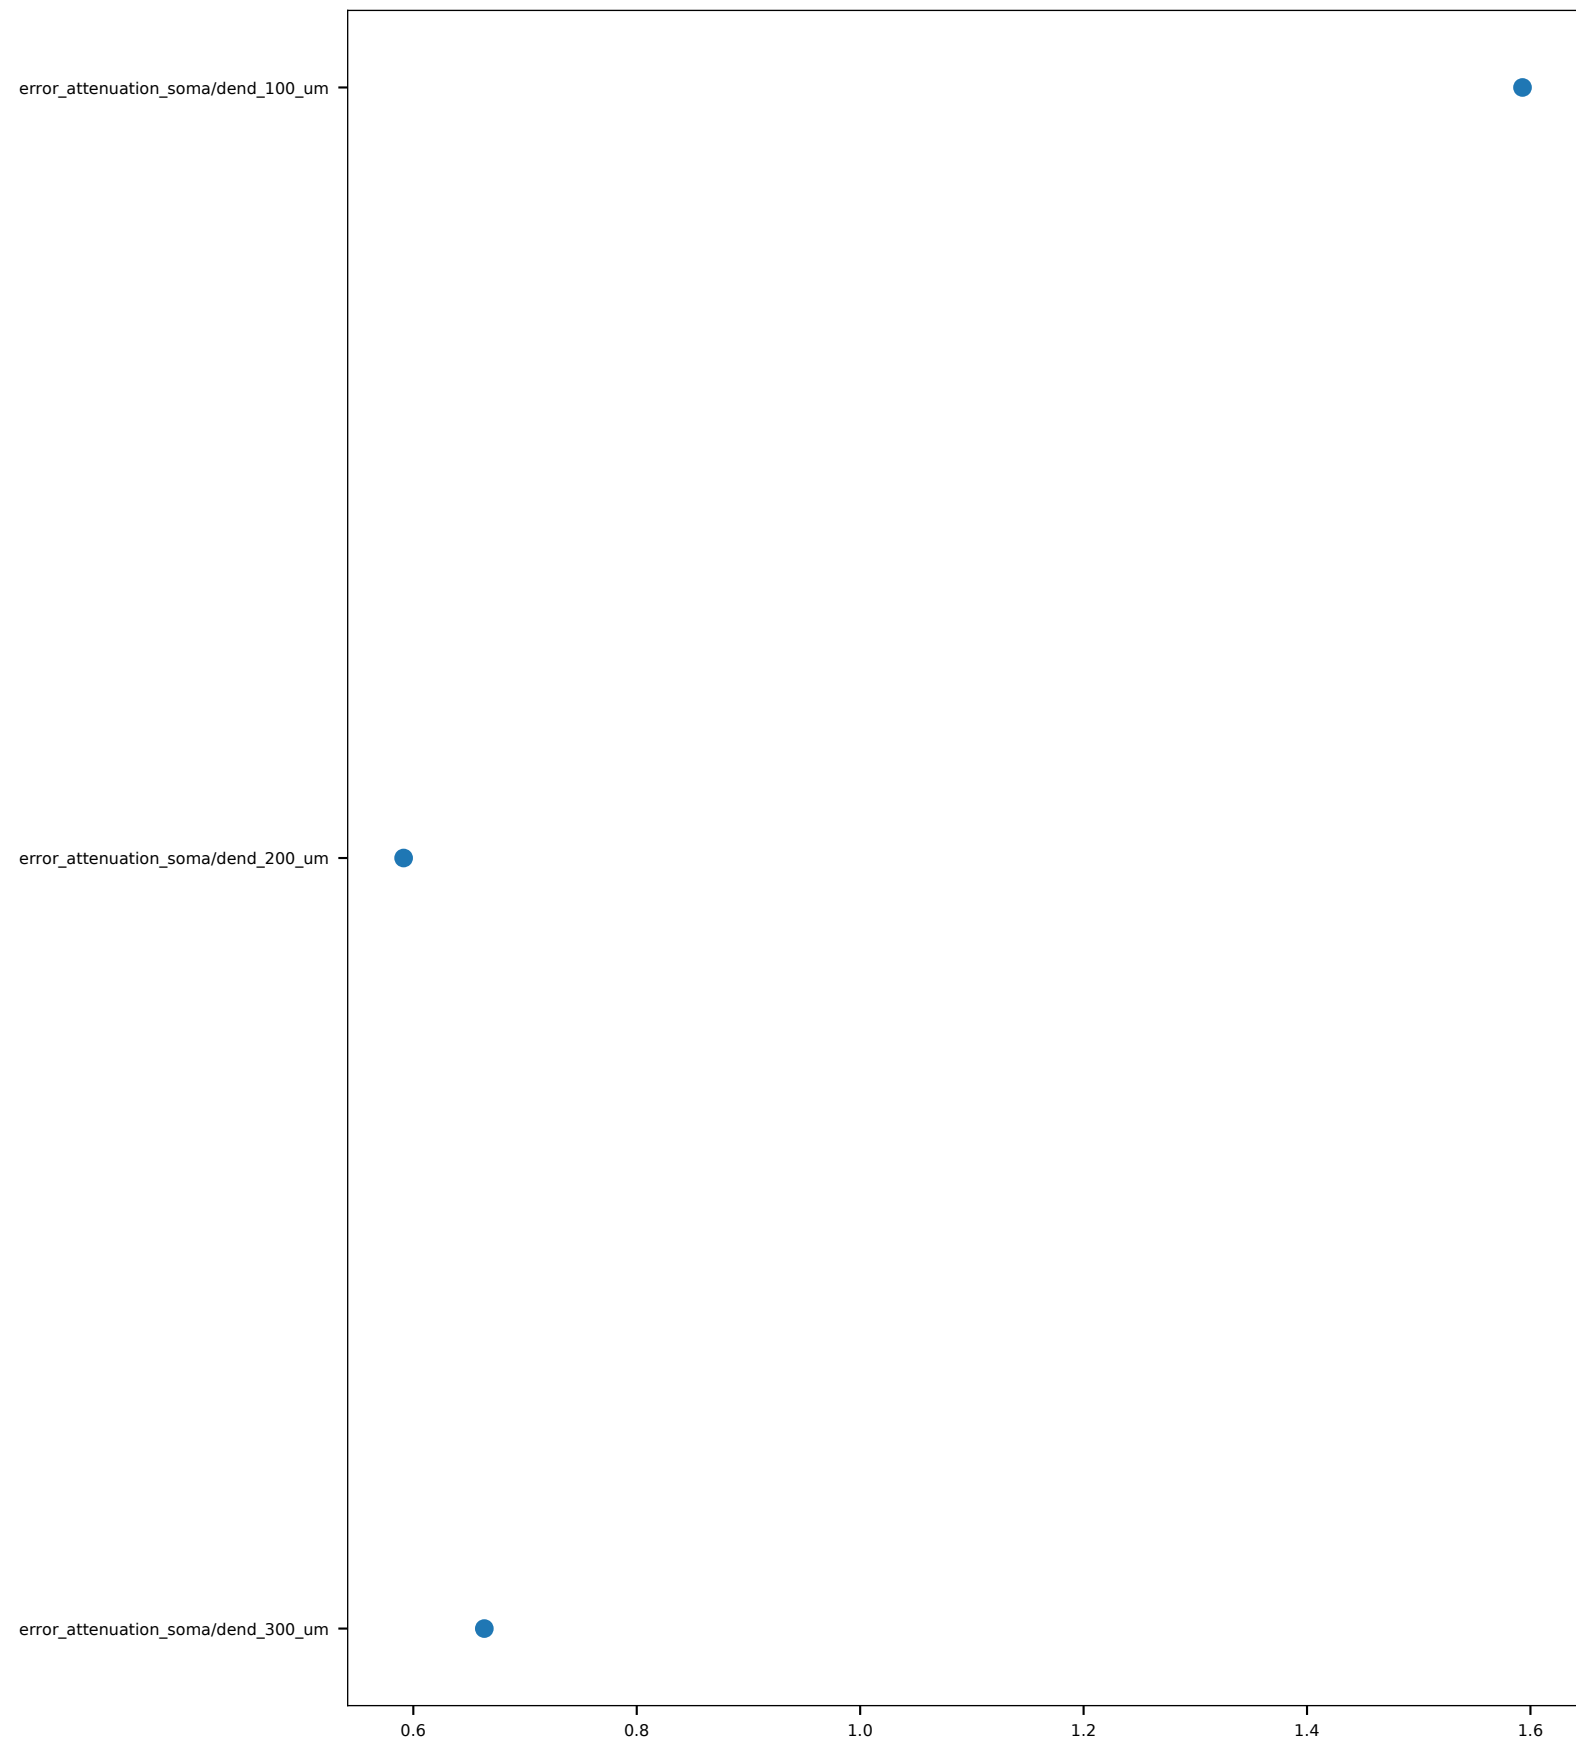 error_attenuation_soma/dend_100_um
error_attenuation_soma/dend_200_um
error_attenuation_soma/dend_300_um
0.6 0.8 1.0 1.2 1.4 1.6